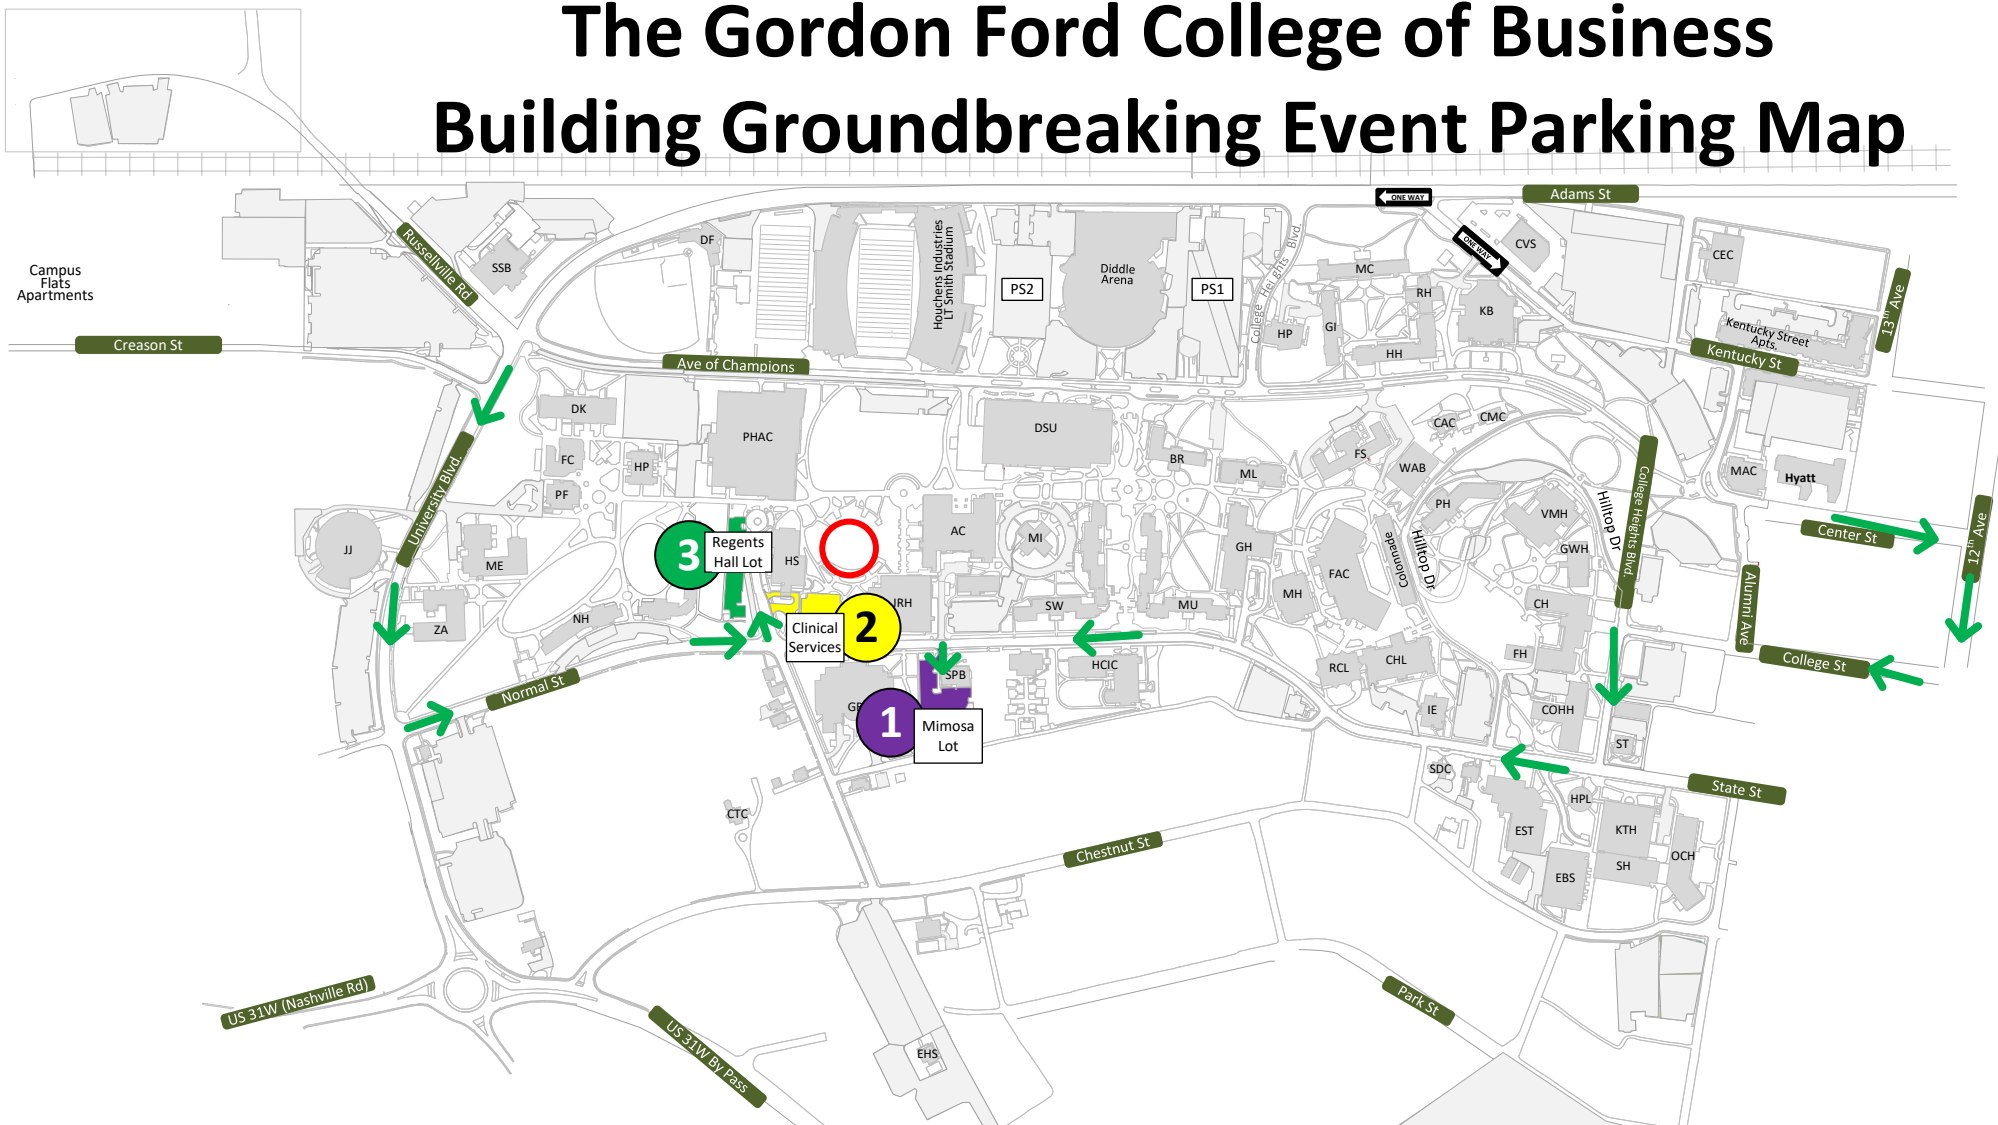 The Gordon Ford College of Business
Building Groundbreaking Event Parking Map
Adams St
ONE WAY
ONE WAY
Russellville Rd
SSB
DF
Houchens Industries
LT Smith Stadium
PS2
Diddle
Arena
PS1
College Heights Blvd.
MC
RH
CVS
KB
CEC
HP
GI
HH
Kentucky Street
Apts.
Kentucky St
13th Ave
Campus
Flats
Apartments
Creason St
Ave of Champions
DK
PHAC
DSU
FC
HP
PF
BR
ML
FS
CAC
CMC
WAB
PH
VMH
GWH
MAC
Hyatt
Center St
12th Ave
University Blvd.
JJ
ME
ZA
NH
3
Regents
Hall Lot
HS
AC
MI
GH
Colonade
Hilltop Dr
Hilltop Dr
College Heights Blvd.
FAC
MH
CH
Alumni Ave
College St
Clinical
Services
2
JRH
SW
MU
Normal St
GR
1
SPB
Mimosa
Lot
HCIC
RCL
CHL
FH
IE
COHH
ST
SDC
State St
HPL
EST
KTH
OCH
SH
EBS
CTC
Chestnut St
US 31W (Nashville Rd)
US 31W By Pass
EHS
Park St